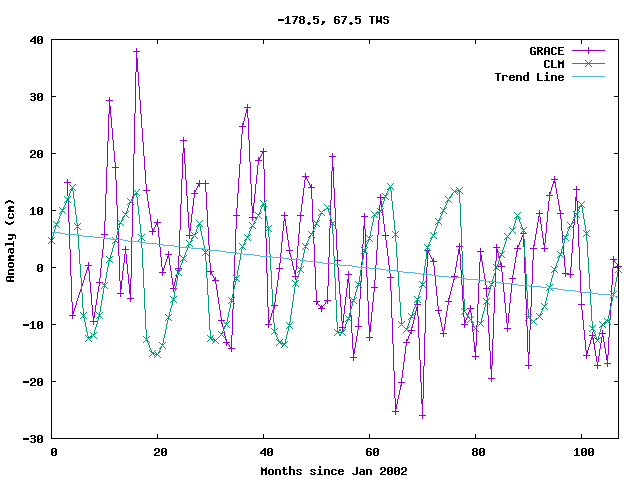 -178.5, 67.5 TWS
40
30
20
10
0
-10
-20
-30
Anomaly (cm)
GRACE
CLM
Trend Line
0 20 40 60 80 100
Months since Jan 2002